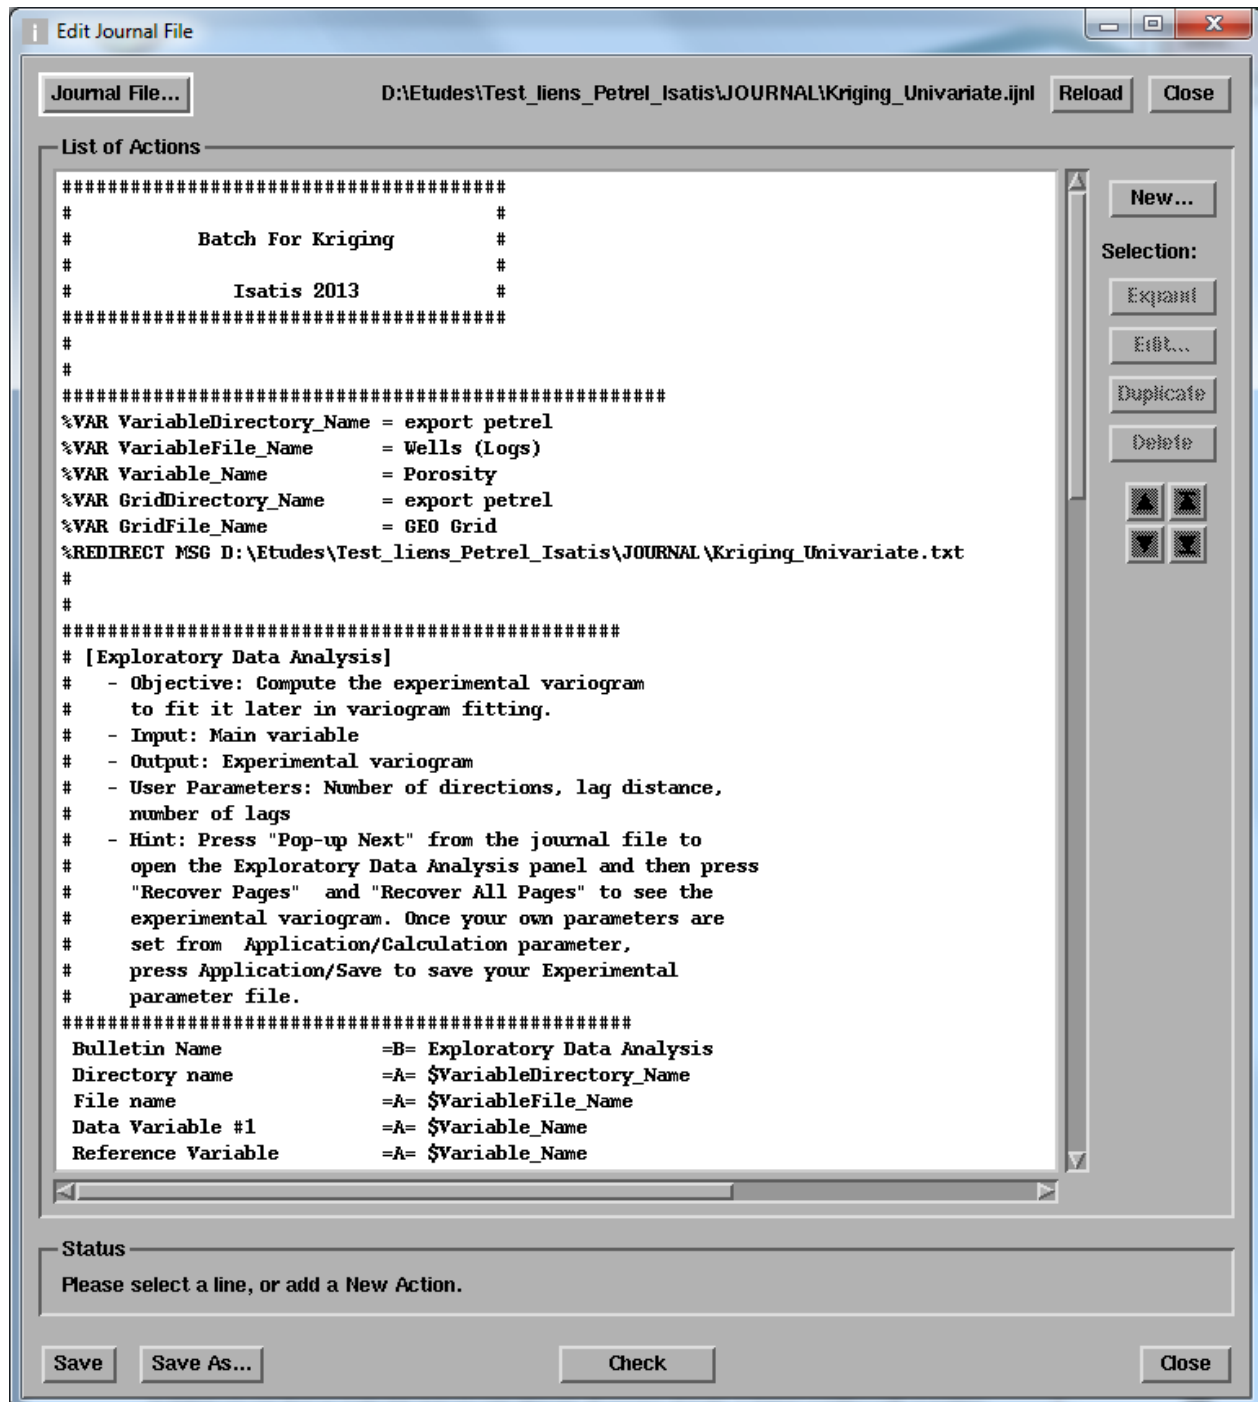 Edit Journal File
Journal File... D:\Etudes\Test_liens_Petrel_Isatis\JOURNAL\Kriging_Univariate.ijnl Reload Close
List of Actions
#######################################
# #
# Batch For Kriging #
# #
# Isatis 2013 #
#######################################
#
#
#####################################################
%VAR VariableDirectory_Name = export petrel
%VAR VariableFile_Name = Wells (Logs)
%VAR Variable_Name = Porosity
%VAR GridDirectory_Name = export petrel
%VAR GridFile_Name = GEO Grid
%REDIRECT MSG D:\Etudes\Test_liens_Petrel_Isatis\JOURNAL\Kriging_Univariate.txt
#
#
#################################################
# [Exploratory Data Analysis]
# - Objective: Compute the experimental variogram
# to fit it later in variogram fitting.
# - Input: Main variable
# - Output: Experimental variogram
# - User Parameters: Number of directions, lag distance,
# number of lags
# - Hint: Press "Pop-up Next" from the journal file to
# open the Exploratory Data Analysis panel and then press
# "Recover Pages" and "Recover All Pages" to see the
# experimental variogram. Once your own parameters are
# set from Application/Calculation parameter,
# press Application/Save to save your Experimental
# parameter file.
##################################################
Bulletin Name =B= Exploratory Data Analysis
Directory name =A= $VariableDirectory_Name
File name =A= $VariableFile_Name
Data Variable #1 =A= $Variable_Name
Reference Variable =A= $Variable_Name
New...
Selection:
Expand
Edit...
Duplicate
Delete
Status
Please select a line, or add a New Action.
Save Save As... Check Close